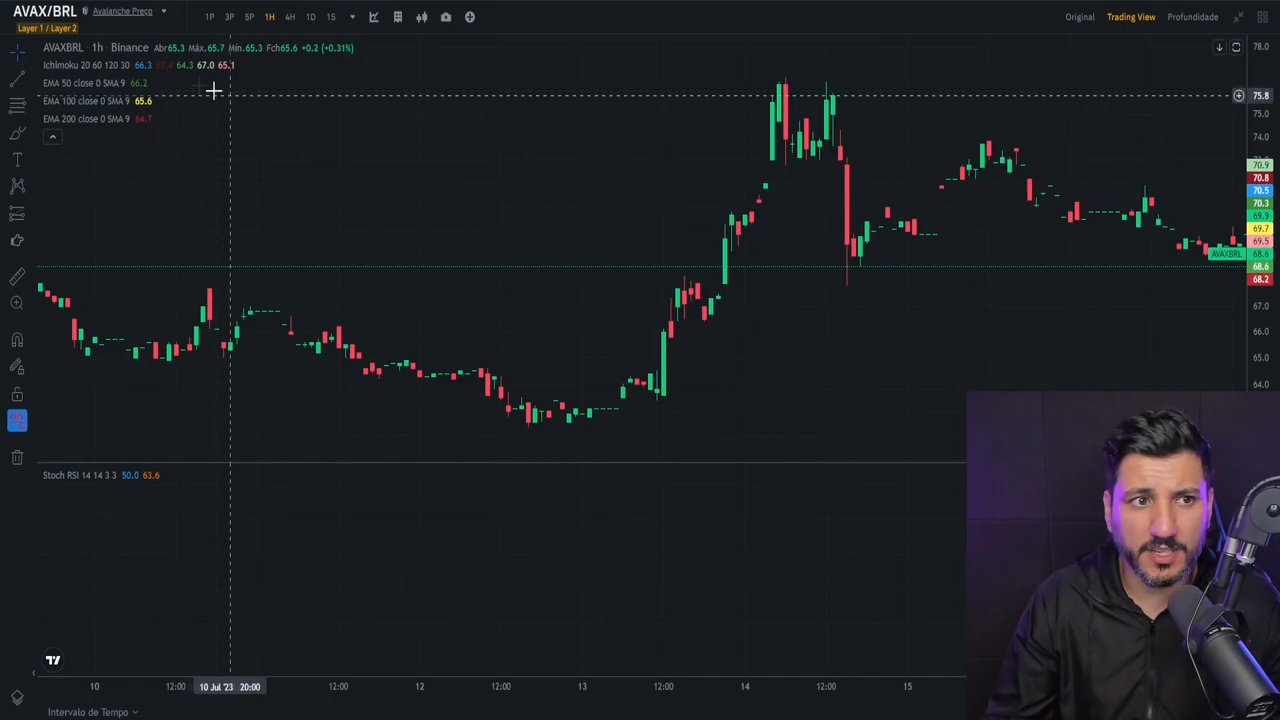 AVAX/BRL
Avalanche Preço
Layer 1 / Layer 2
1P 3P 5P 1H 4H 1D 1S
Original Trading View Profundidade
AVAXBRL · 1h · Binance Abr65.3 Máx.65.7 Mín.65.3 Fch65.6 +0.2 (+0.31%)
Ichimoku 20 60 120 30 66.3 67.4 64.3 67.0 65.1
EMA 50 close 0 SMA 9 66.2
EMA 100 close 0 SMA 9 65.6
EMA 200 close 0 SMA 9 64.7
78.0
75.8
75.0
74.0
70.9
70.8
70.5
70.3
69.9
69.7
69.5
AVAXBRL 68.6
68.6
68.2
67.0
66.0
65.0
64.0
Stoch RSI 14 14 3 3 50.0 63.6
10 12:00 10 Jul '23 20:00 12:00 12 12:00 13 12:00 14 12:00 15
Intervalo de Tempo